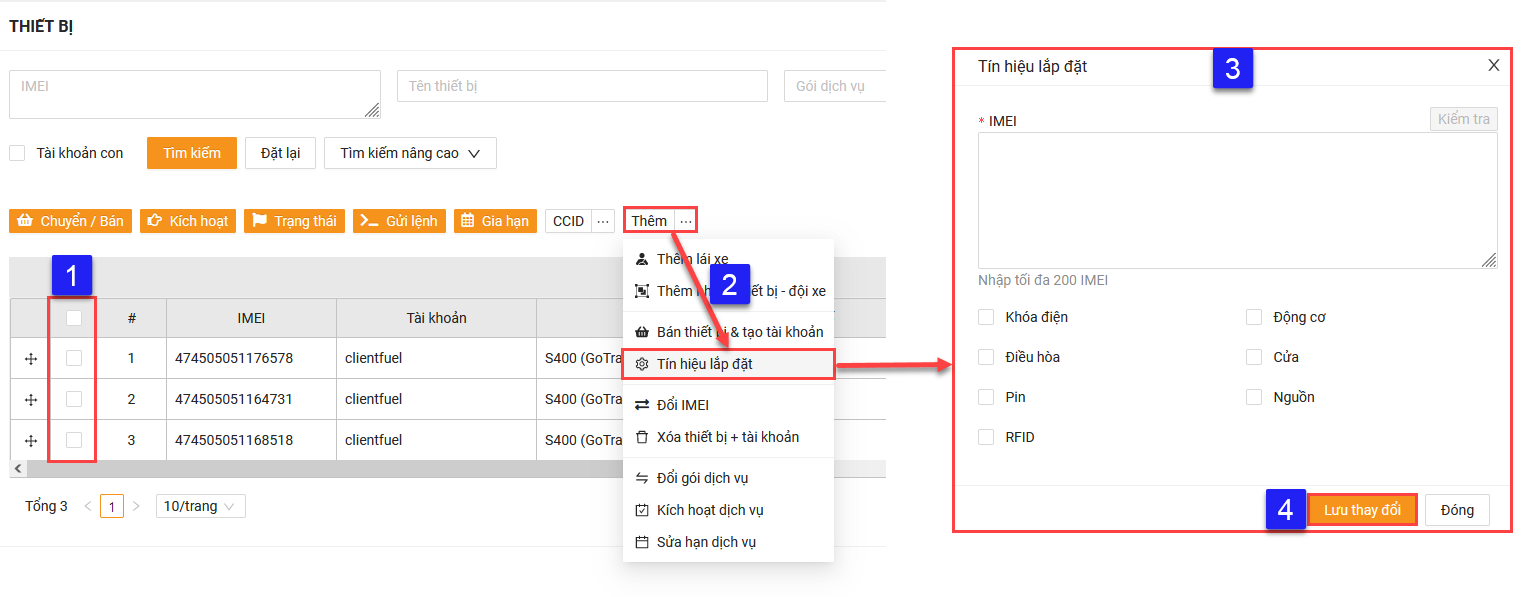 THIẾT BỊ
IMEI
Tên thiết bị
Gói dịch vụ
Tài khoản con
Tìm kiếm
Đặt lại
Tìm kiếm nâng cao
Chuyển / Bán
Kích hoạt
Trạng thái
Gửi lệnh
Gia hạn
CCID ...
Thêm ...
1
# IMEI Tài khoản
1 474505051176578 clientfuel S400 (GoTra
2 474505051164731 clientfuel S400 (GoTra
3 474505051168518 clientfuel S400 (GoTra
Tổng 3 < 1 > 10/trang
2
Thêm lái xe
Thêm ết bị - đội xe
Bán thiết bị & tạo tài khoản
Tín hiệu lắp đặt
Đổi IMEI
Xóa thiết bị + tài khoản
Đổi gói dịch vụ
Kích hoạt dịch vụ
Sửa hạn dịch vụ
Tín hiệu lắp đặt
3
X
* IMEI
Kiểm tra
Nhập tối đa 200 IMEI
Khóa điện
Động cơ
Điều hòa
Cửa
Pin
Nguồn
RFID
4
Lưu thay đổi
Đóng